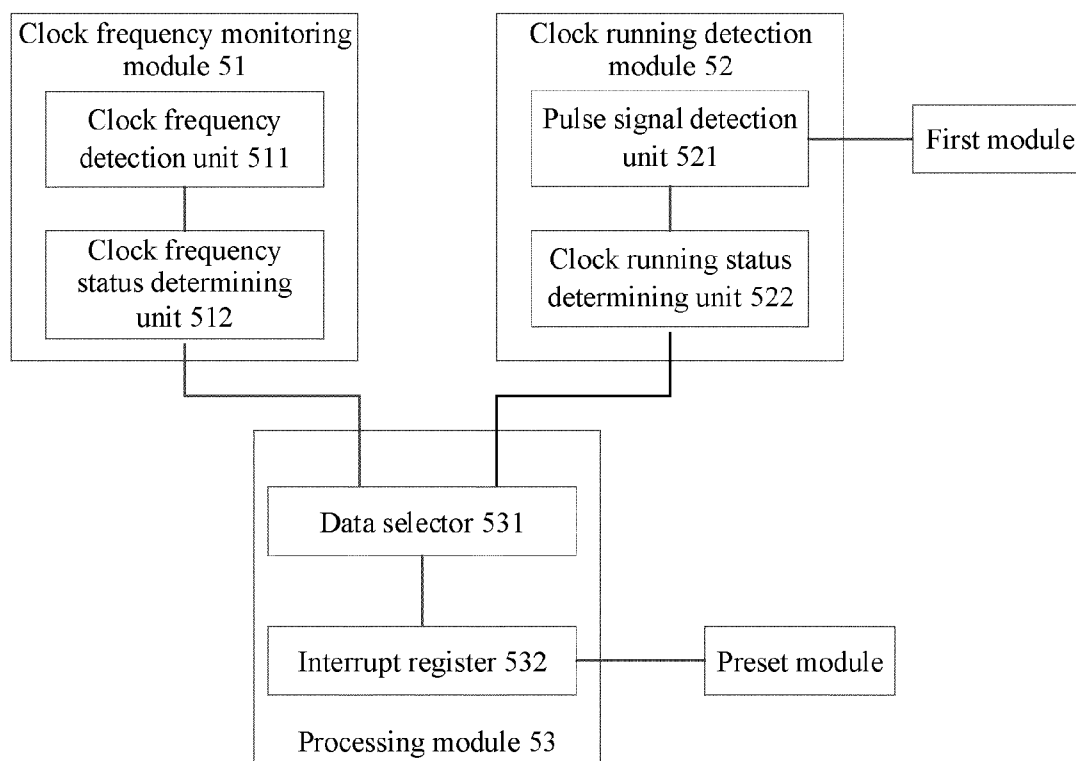 Clock frequency monitoring
module 51
Clock frequency
detection unit 511
Clock frequency
status determining
unit 512
Clock running detection
module 52
Pulse signal detection
unit 521
First module
Clock running status
determining unit 522
Data selector 531
Interrupt register 532
Preset module
Processing module 53